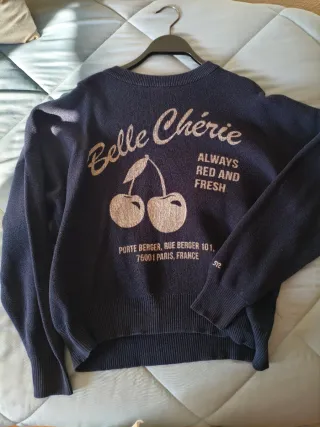 Belle Chérie
ALWAYS
RED AND
FRESH
PORTE BERGER, RUE BERGER 101,
75001 PARIS, FRANCE